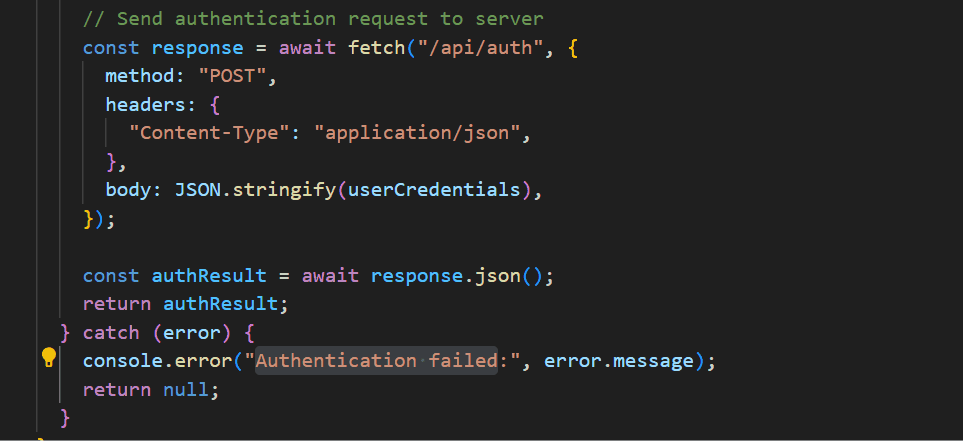 // Send authentication request to server
const response = await fetch("/api/auth", {
method: "POST",
headers: {
"Content-Type": "application/json",
},
body: JSON.stringify(userCredentials),
});
const authResult = await response.json();
return authResult;
} catch (error) {
console.error("Authentication failed:", error.message);
return null;
}